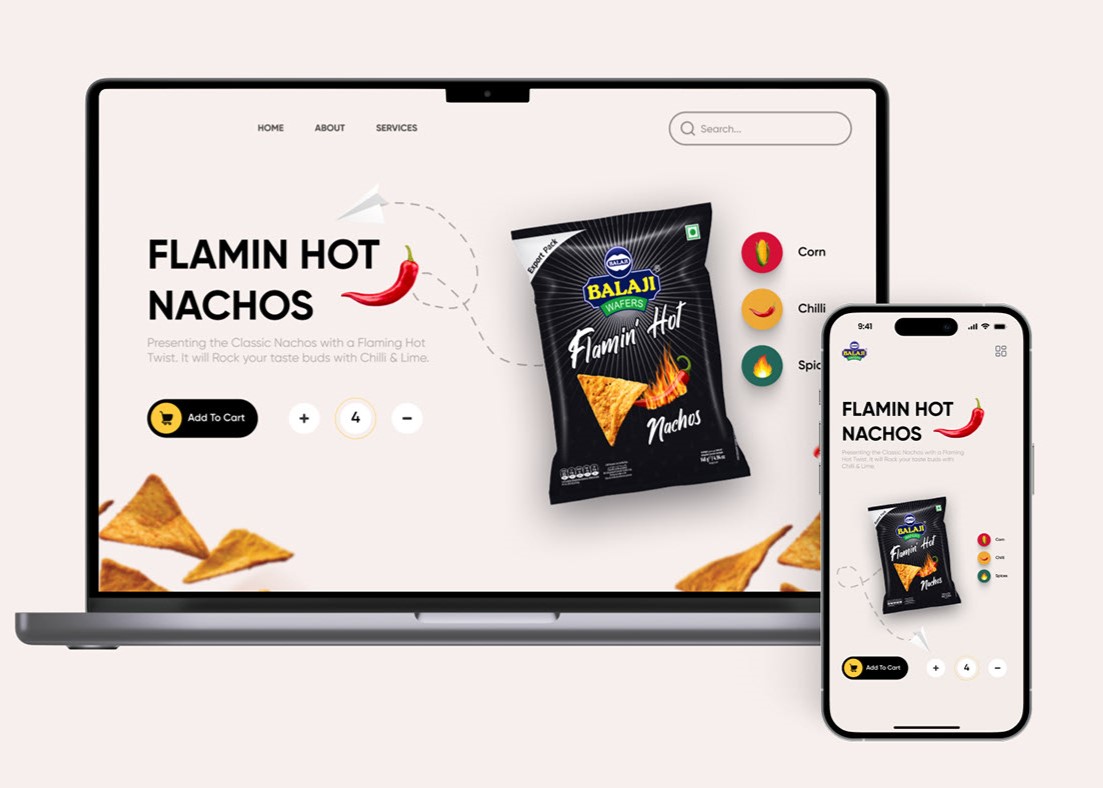 HOME ABOUT SERVICES
Search...
FLAMIN HOT
NACHOS
Presenting the Classic Nachos with a Flaming Hot
Twist. It will Rock your taste buds with Chilli & Lime.
Add To Cart
+ 4 −
Export Pack
BALAJI
BALAJI
WAFERS
Flamin' Hot
Nachos
Corn
Chilli
Spic
9:41
BALAJI
FLAMIN HOT
NACHOS
Presenting the Classic Nachos with a Flaming
Hot Twist. It will Rock your taste buds with
Chilli & Lime.
BALAJI
Flamin' Hot
Nachos
Corn
Chilli
Spices
Add To Cart
+ 4 −